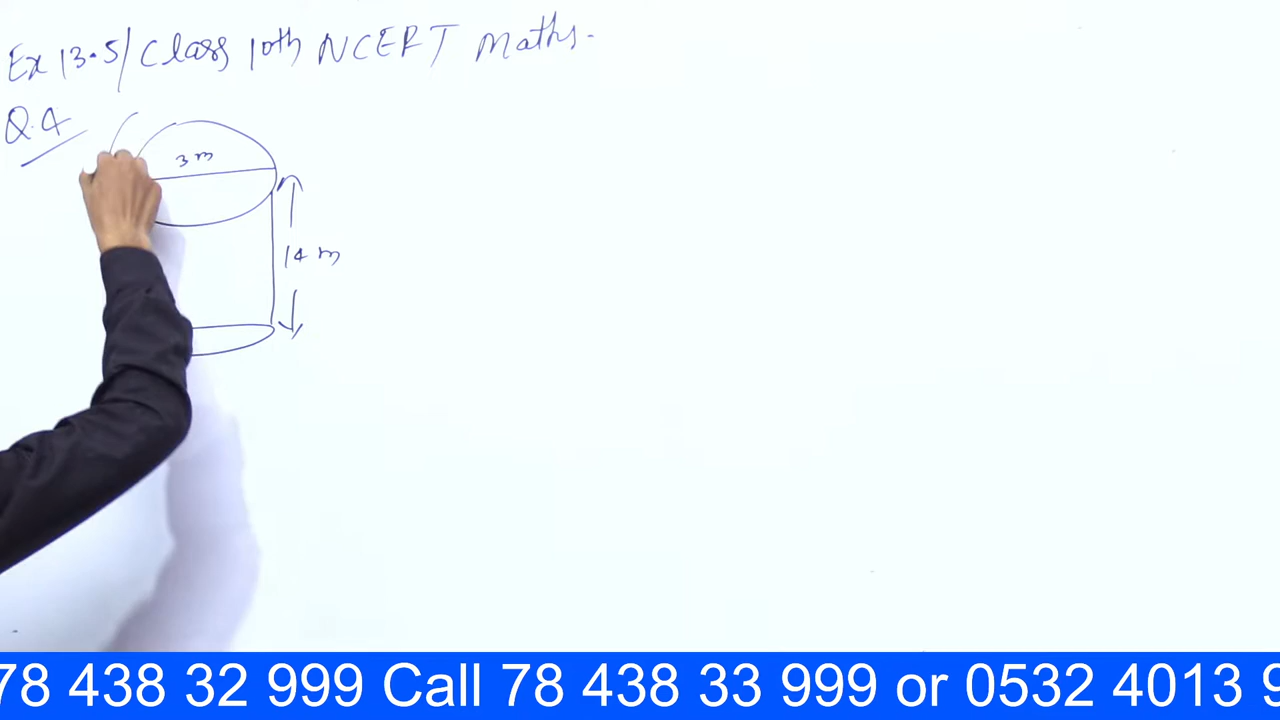 Ex 13.5/Class 10th NCERT Maths.
Q.4
3 m
14 m
78 438 32 999 Call 78 438 33 999 or 0532 4013 9